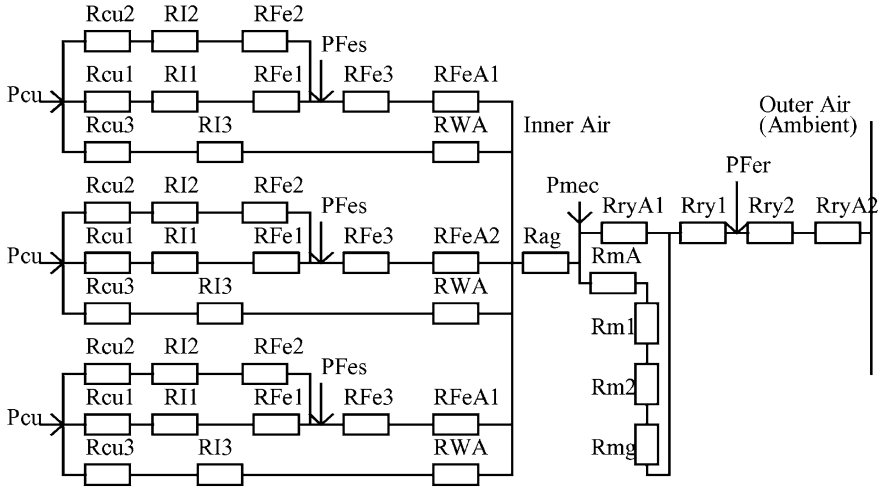 Rcu2 RI2 RFe2
PFes
Pcu Rcu1 RI1 RFe1 RFe3 RFeA1
Rcu3 RI3 RWA
Inner Air
Outer Air
(Ambient)
Rcu2 RI2 RFe2
PFes
Pcu Rcu1 RI1 RFe1 RFe3 RFeA2
Rcu3 RI3 RWA
Rag
Pmec
RryA1 Rry1 PFer Rry2 RryA2
RmA
Rm1
Rm2
Rmg
Rcu2 RI2 RFe2
PFes
Pcu Rcu1 RI1 RFe1 RFe3 RFeA1
Rcu3 RI3 RWA